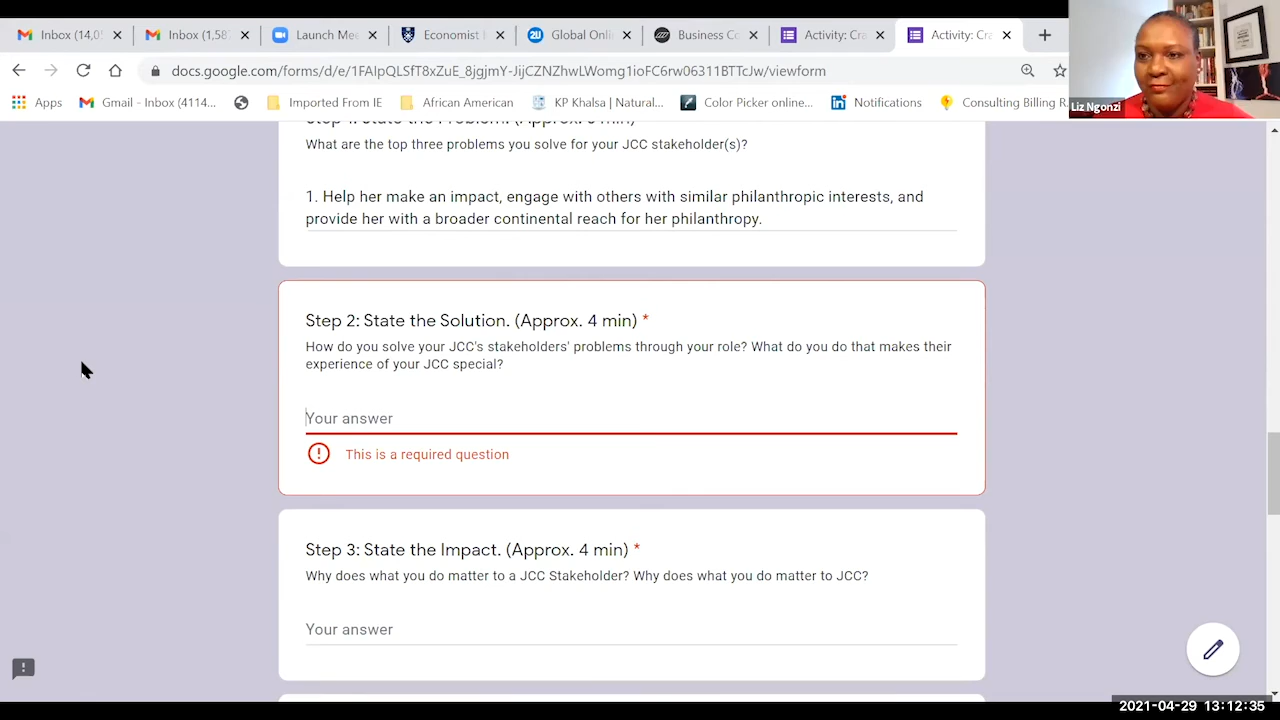 Inbox (14,0
Inbox (1,58
Launch Mee
Economist
Global Onli
Business Co
Activity: Cra
Activity: Cra
docs.google.com/forms/d/e/1FAIpQLSfT8xZuE_8jgjmY-JijCZNZhwLWomg1ioFC6rw06311BTTcJw/viewform
Apps
Gmail - Inbox (4114...
Imported From IE
African American
KP Khalsa | Natural...
Color Picker online...
Notifications
Consulting Billing R
Liz Ngonzi
What are the top three problems you solve for your JCC stakeholder(s)?
1. Help her make an impact, engage with others with similar philanthropic interests, and
provide her with a broader continental reach for her philanthropy.
Step 2: State the Solution. (Approx. 4 min) *
How do you solve your JCC's stakeholders' problems through your role? What do you do that makes their
experience of your JCC special?
Your answer
This is a required question
Step 3: State the Impact. (Approx. 4 min) *
Why does what you do matter to a JCC Stakeholder? Why does what you do matter to JCC?
Your answer
2021-04-29 13:12:35